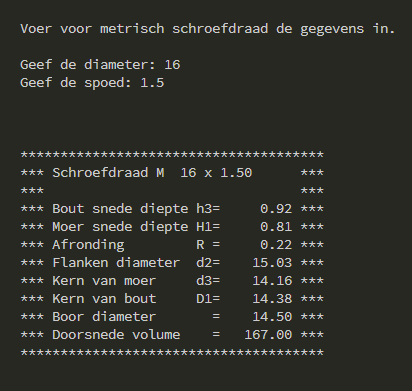 Voer voor metrisch schroefdraad de gegevens in.
Geef de diameter: 16
Geef de spoed: 1.5
**************************************
*** Schroefdraad M  16 x 1.50      ***
***                                ***
*** Bout snede diepte h3=     0.92 ***
*** Moer snede diepte H1=     0.81 ***
*** Afronding         R =     0.22 ***
*** Flanken diameter  d2=    15.03 ***
*** Kern van moer     d3=    14.16 ***
*** Kern van bout     D1=    14.38 ***
*** Boor diameter       =    14.50 ***
*** Doorsnede volume    =   167.00 ***
**************************************